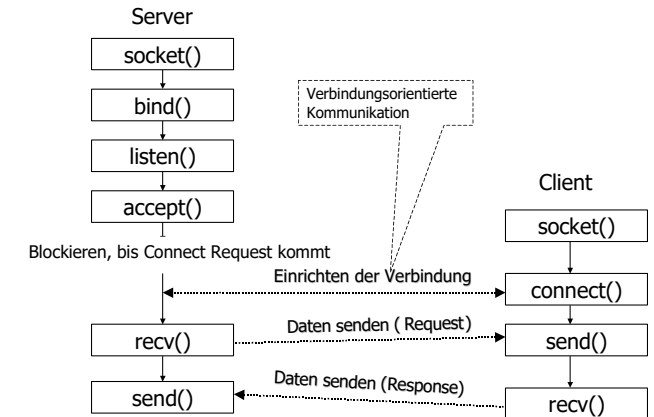 Server
socket()
bind()
listen()
accept()
Blockieren, bis Connect Request kommt
recv()
send()
Verbindungsorientierte
Kommunikation
Einrichten der Verbindung
Daten senden ( Request)
Daten senden (Response)
Client
socket()
connect()
send()
recv()